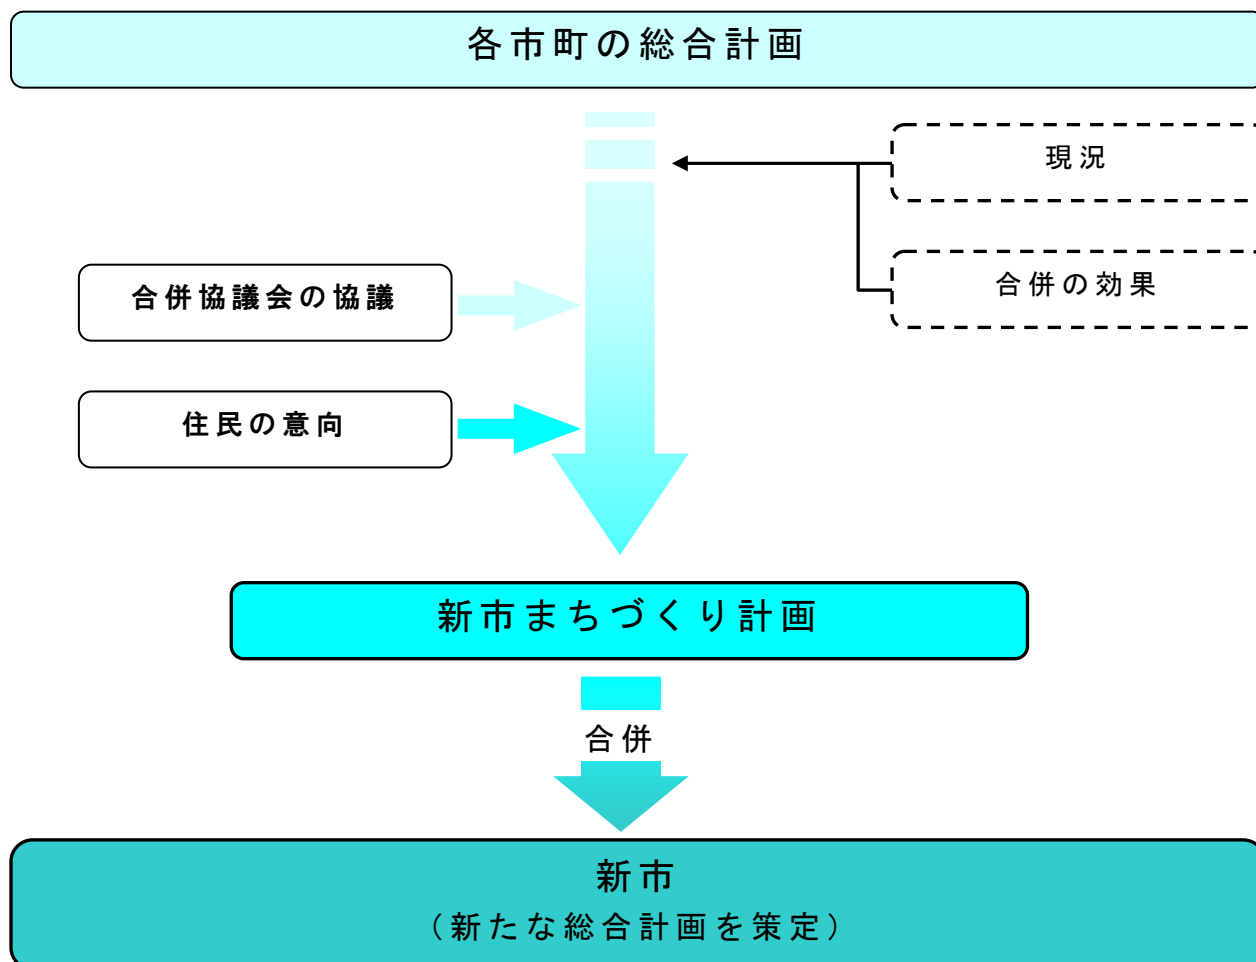 各市町の総合計画
現況
合併の効果
合併協議会の協議
住民の意向
新市まちづくり計画
合併
新市
（新たな総合計画を策定）